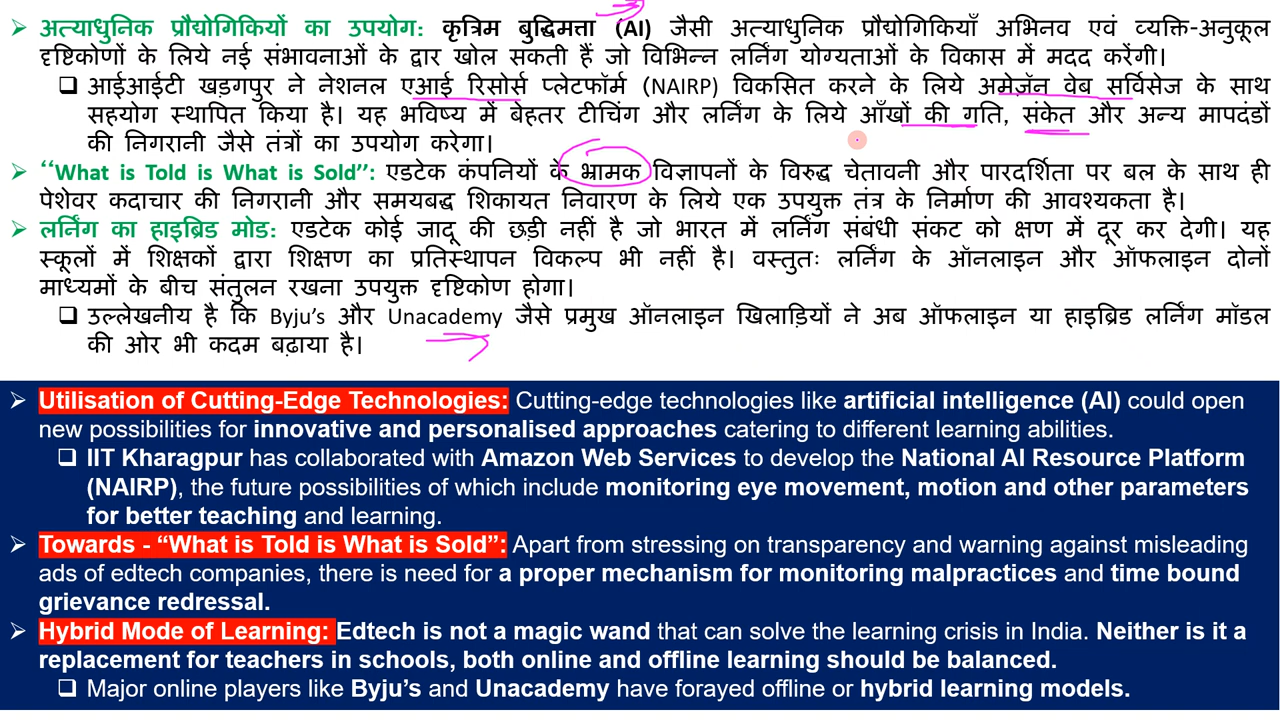 ➢ अत्याधुनिक प्रौद्योगिकियों का उपयोग: कृत्रिम बुद्धिमत्ता (AI) जैसी अत्याधुनिक प्रौद्योगिकियाँ अभिनव एवं व्यक्ति-अनुकूल
दृष्टिकोणों के लिये नई संभावनाओं के द्वार खोल सकती हैं जो विभिन्न लर्निंग योग्यताओं के विकास में मदद करेंगी।
❑ आईआईटी खड़गपुर ने नेशनल एआई रिसोर्स प्लेटफॉर्म (NAIRP) विकसित करने के लिये अमेज़ॅन वेब सर्विसेज के साथ
सहयोग स्थापित किया है। यह भविष्य में बेहतर टीचिंग और लर्निंग के लिये आँखों की गति, संकेत और अन्य मापदंडों
की निगरानी जैसे तंत्रों का उपयोग करेगा।
➢ “What is Told is What is Sold”: एडटेक कंपनियों के भ्रामक विज्ञापनों के विरुद्ध चेतावनी और पारदर्शिता पर बल के साथ ही
पेशेवर कदाचार की निगरानी और समयबद्ध शिकायत निवारण के लिये एक उपयुक्त तंत्र के निर्माण की आवश्यकता है।
➢ लर्निंग का हाइब्रिड मोड: एडटेक कोई जादू की छड़ी नहीं है जो भारत में लर्निंग संबंधी संकट को क्षण में दूर कर देगी। यह
स्कूलों में शिक्षकों द्वारा शिक्षण का प्रतिस्थापन विकल्प भी नहीं है। वस्तुतः लर्निंग के ऑनलाइन और ऑफलाइन दोनों
माध्यमों के बीच संतुलन रखना उपयुक्त दृष्टिकोण होगा।
❑ उल्लेखनीय है कि Byju’s और Unacademy जैसे प्रमुख ऑनलाइन खिलाड़ियों ने अब ऑफलाइन या हाइब्रिड लर्निंग मॉडल
की ओर भी कदम बढ़ाया है।
➢ Utilisation of Cutting-Edge Technologies: Cutting-edge technologies like artificial intelligence (AI) could open
new possibilities for innovative and personalised approaches catering to different learning abilities.
❑ IIT Kharagpur has collaborated with Amazon Web Services to develop the National AI Resource Platform
(NAIRP), the future possibilities of which include monitoring eye movement, motion and other parameters
for better teaching and learning.
➢ Towards - “What is Told is What is Sold”: Apart from stressing on transparency and warning against misleading
ads of edtech companies, there is need for a proper mechanism for monitoring malpractices and time bound
grievance redressal.
➢ Hybrid Mode of Learning: Edtech is not a magic wand that can solve the learning crisis in India. Neither is it a
replacement for teachers in schools, both online and offline learning should be balanced.
❑ Major online players like Byju’s and Unacademy have forayed offline or hybrid learning models.